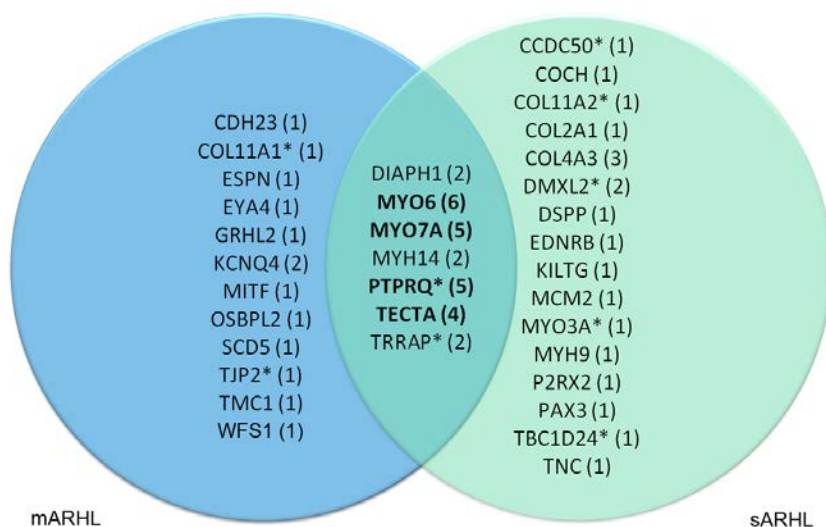 CDH23 (1)
COL11A1* (1)
ESPN (1)
EYA4 (1)
GRHL2 (1)
KCNQ4 (2)
MITF (1)
OSBPL2 (1)
SCD5 (1)
TJP2* (1)
TMC1 (1)
WFS1 (1)
DIAPH1 (2)
MYO6 (6)
MYO7A (5)
MYH14 (2)
PTPRQ* (5)
TECTA (4)
TRRAP* (2)
CCDC50* (1)
COCH (1)
COL11A2* (1)
COL2A1 (1)
COL4A3 (3)
DMXL2* (2)
DSPP (1)
EDNRB (1)
KILTG (1)
MCM2 (1)
MYO3A* (1)
MYH9 (1)
P2RX2 (1)
PAX3 (1)
TBC1D24* (1)
TNC (1)
mARHL
sARHL